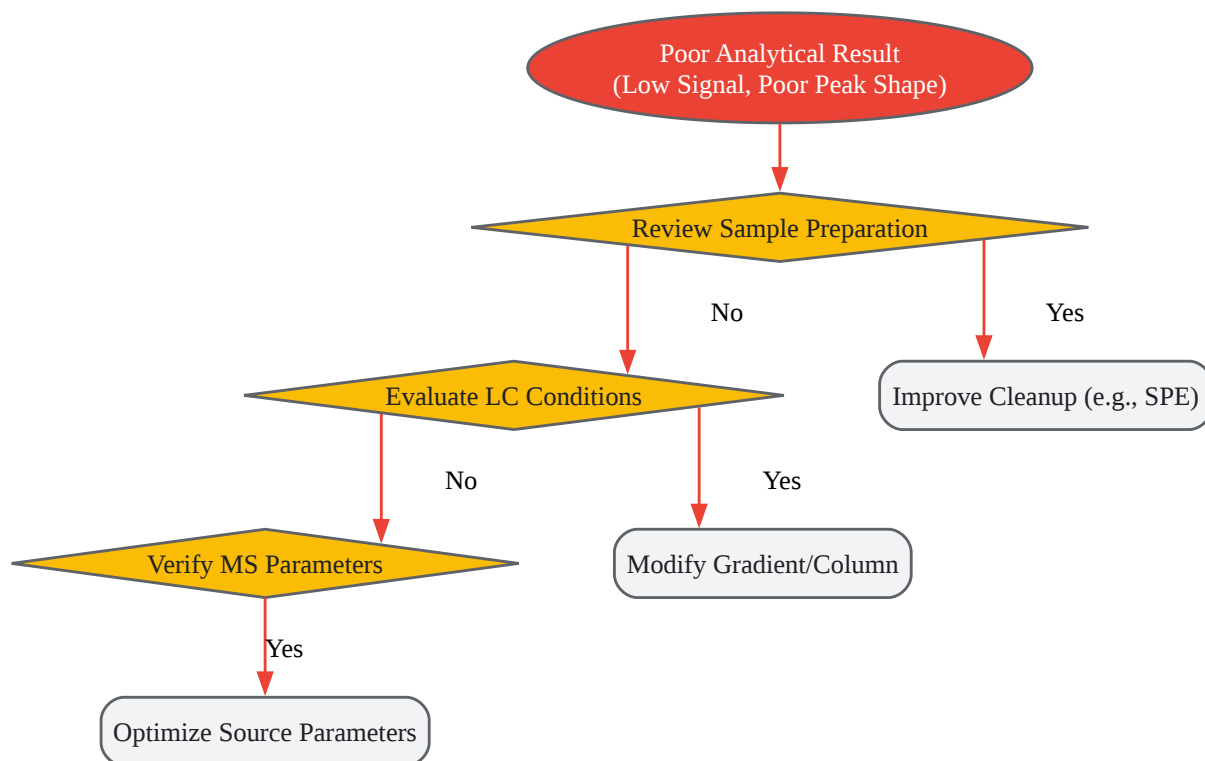 Poor Analytical Result
(Low Signal, Poor Peak Shape)
Review Sample Preparation
No
Yes
Evaluate LC Conditions
Improve Cleanup (e.g., SPE)
No
Yes
Verify MS Parameters
Modify Gradient/Column
Yes
Optimize Source Parameters